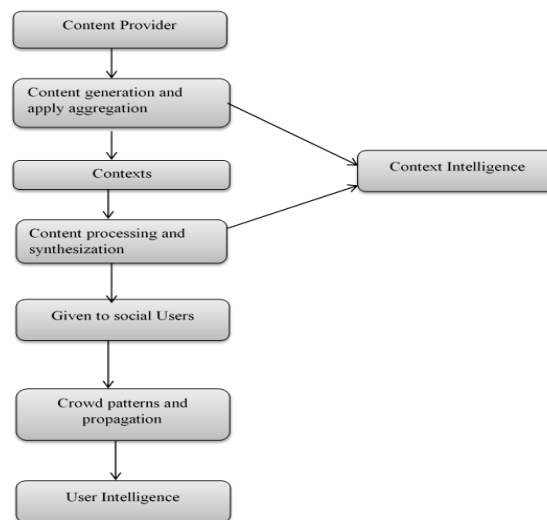 Content Provider
Content generation and
apply aggregation
Contexts
Context Intelligence
Content processing and
synthesization
Given to social Users
Crowd patterns and
propagation
User Intelligence